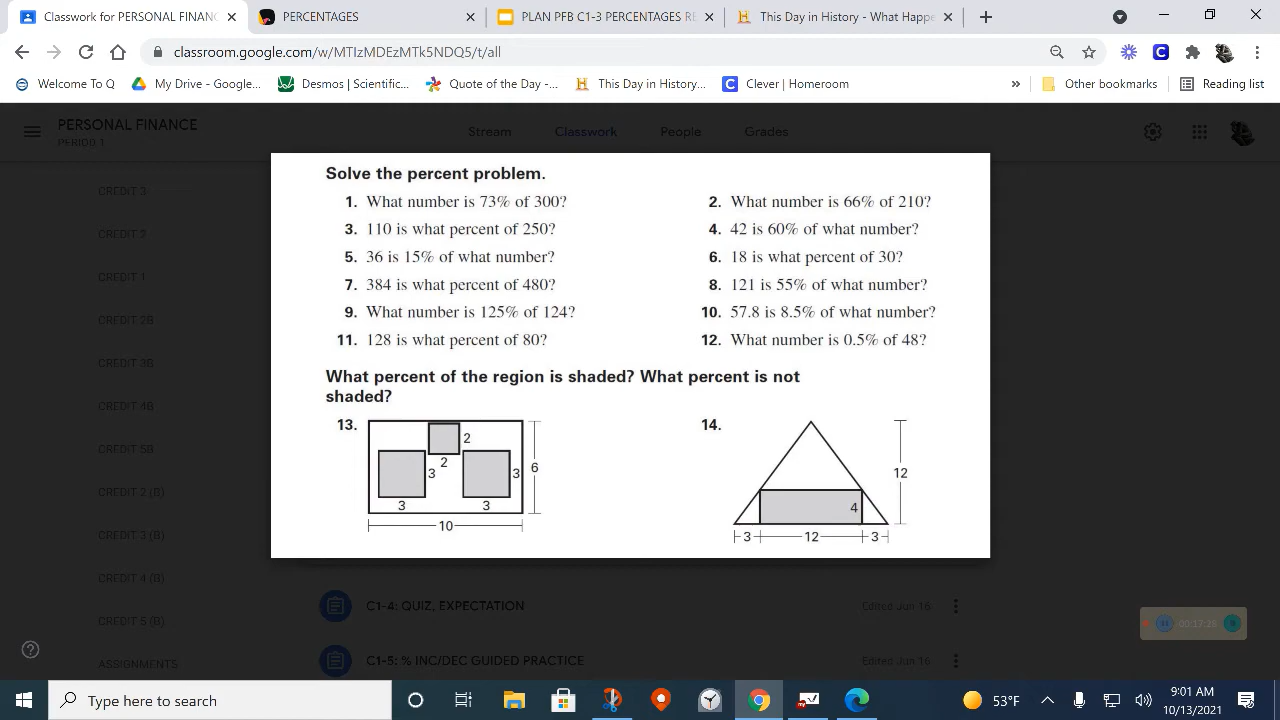 Classwork for PERSONAL FINANC
PERCENTAGES
PLAN PFB C1-3 PERCENTAGES
This Day in History - What Happe
classroom.google.com/w/MTIzMDEzMTk5NDQ5/t/all
Welcome To Q
My Drive - Google...
Desmos | Scientific...
Quote of the Day -...
This Day in History...
Clever | Homeroom
Other bookmarks
Reading list
PERSONAL FINANCE
PERIOD 1
Stream
Classwork
People
Grades
CREDIT 3
CREDIT 2
CREDIT 1
CREDIT 2B
CREDIT 3B
CREDIT 4B
CREDIT 5B
CREDIT 2 (B)
CREDIT 3 (B)
CREDIT 4 (B)
CREDIT 5 (B)
ASSIGNMENTS
Solve the percent problem.
1. What number is 73% of 300?
2. What number is 66% of 210?
3. 110 is what percent of 250?
4. 42 is 60% of what number?
5. 36 is 15% of what number?
6. 18 is what percent of 30?
7. 384 is what percent of 480?
8. 121 is 55% of what number?
9. What number is 125% of 124?
10. 57.8 is 8.5% of what number?
11. 128 is what percent of 80?
12. What number is 0.5% of 48?
What percent of the region is shaded? What percent is not
shaded?
13.
2
2
3
3
3
3
6
10
14.
12
4
3
12
3
C1-4: QUIZ, EXPECTATION
Edited Jun 16
C1-5: % INC/DEC GUIDED PRACTICE
Edited Jun 16
Type here to search
53°F
9:01 AM
10/13/2021